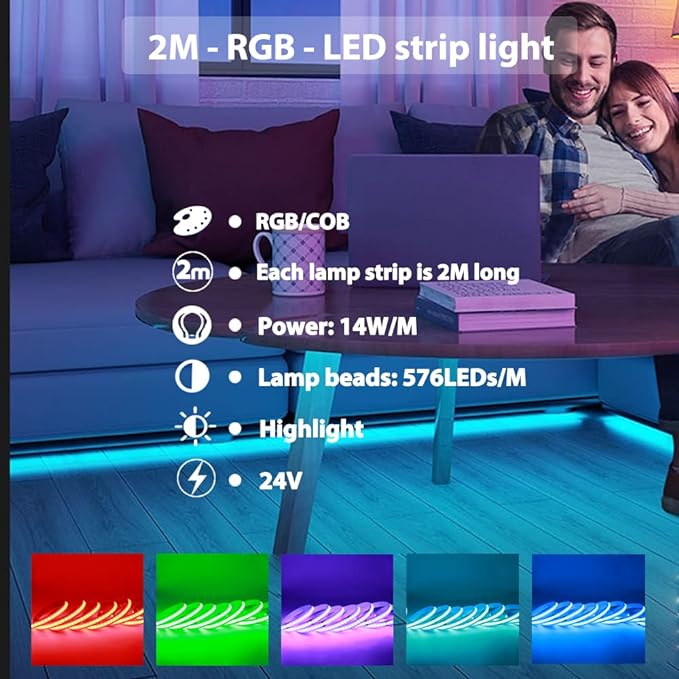 2M - RGB - LED strip light
RGB/COB
2m
Each lamp strip is 2M long
Power: 14W/M
Lamp beads: 576LEDs/M
Highlight
24V